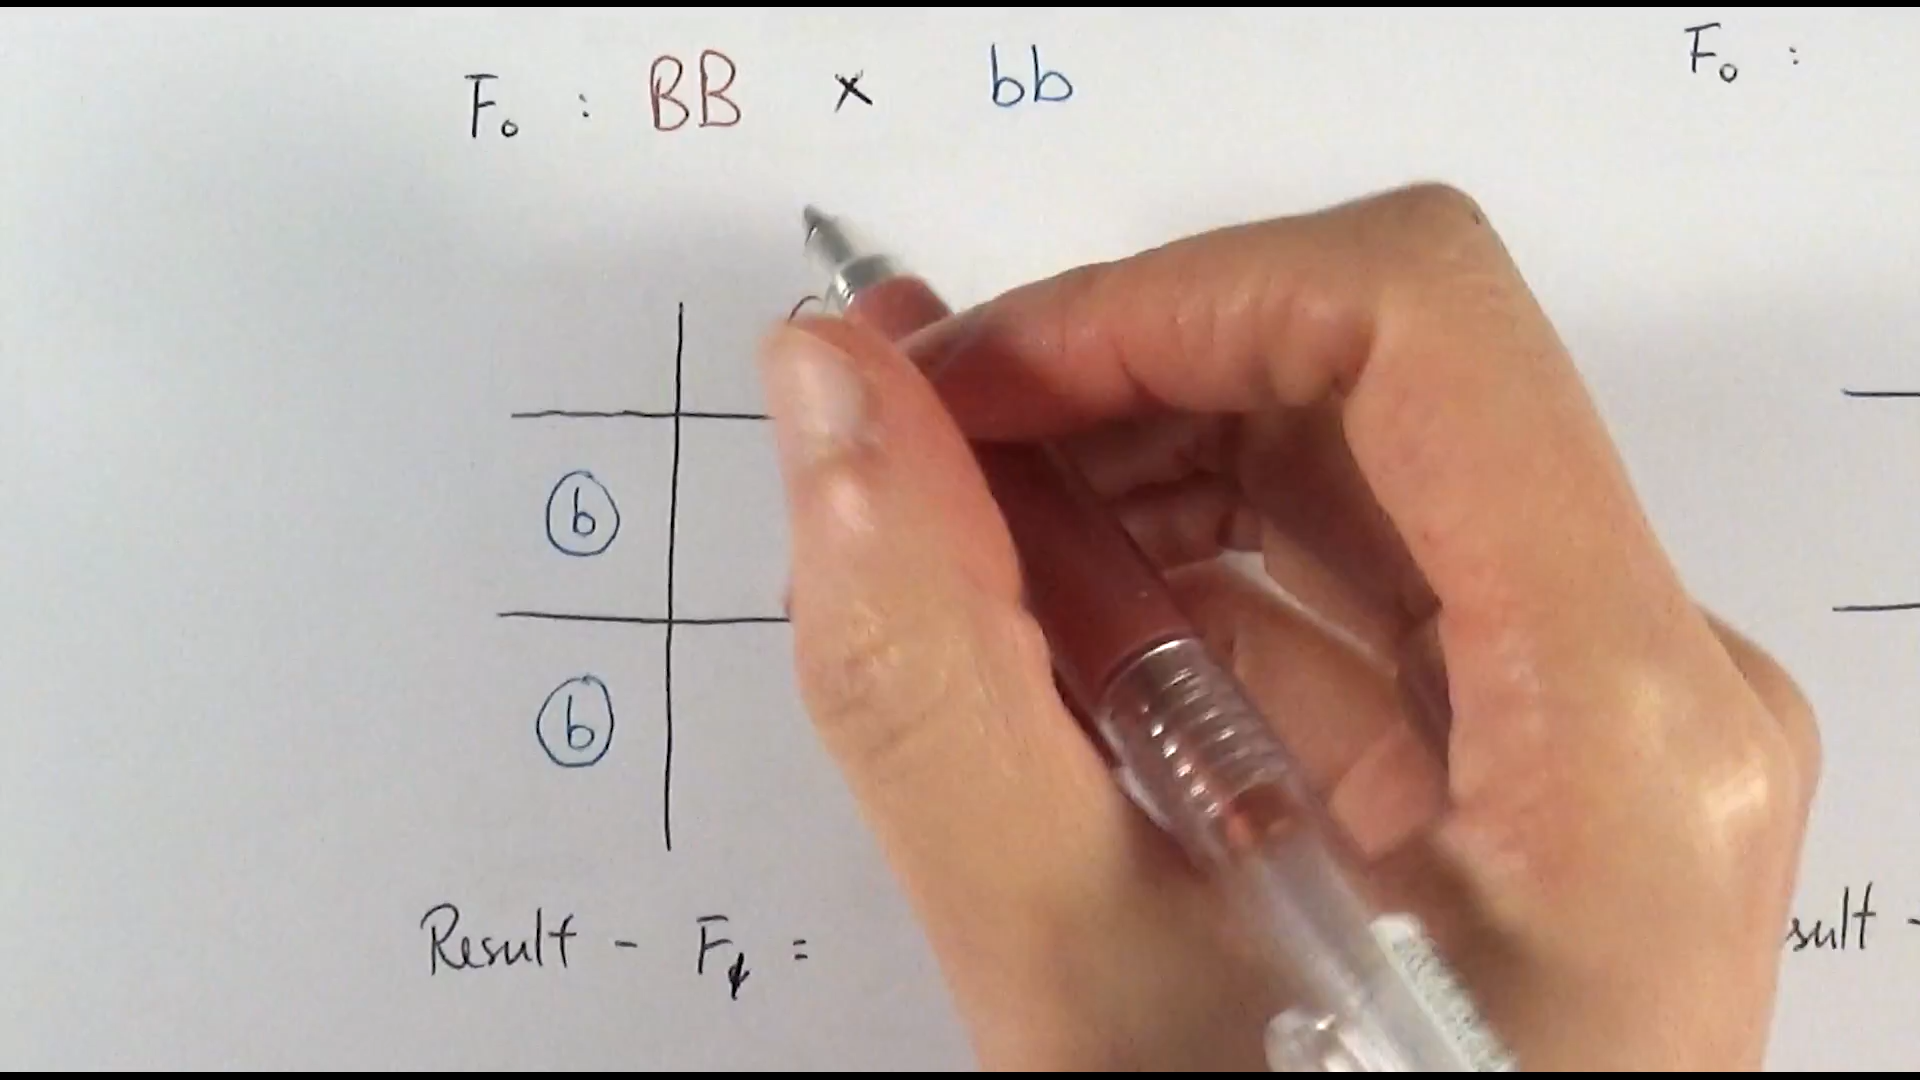 F₀ : BB x bb
F₀ :
b
b
Result - F₁ =
sult -